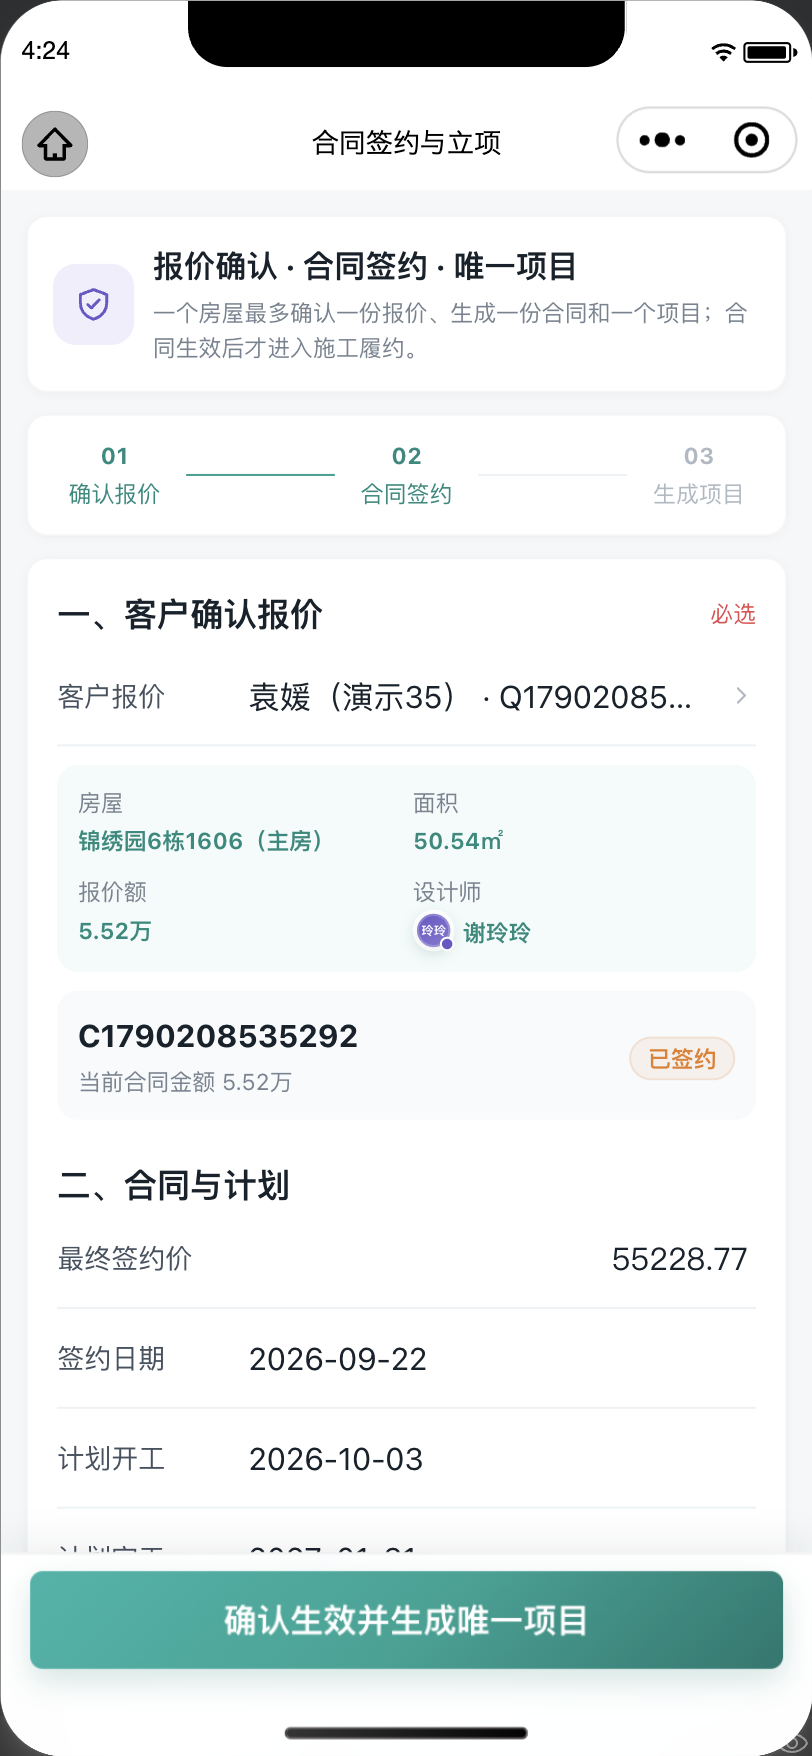 4:24
合同签约与立项
报价确认 · 合同签约 · 唯一项目
一个房屋最多确认一份报价、生成一份合同和一个项目；合
同生效后才进入施工履约。
01
02
03
确认报价
合同签约
生成项目
一、客户确认报价
必选
客户报价
袁媛（演示35） · Q17902085...
房屋
面积
锦绣园6栋1606（主房）
50.54㎡
报价额
设计师
5.52万
玲玲
谢玲玲
C1790208535292
当前合同金额 5.52万
已签约
二、合同与计划
最终签约价
55228.77
签约日期
2026-09-22
计划开工
2026-10-03
确认生效并生成唯一项目